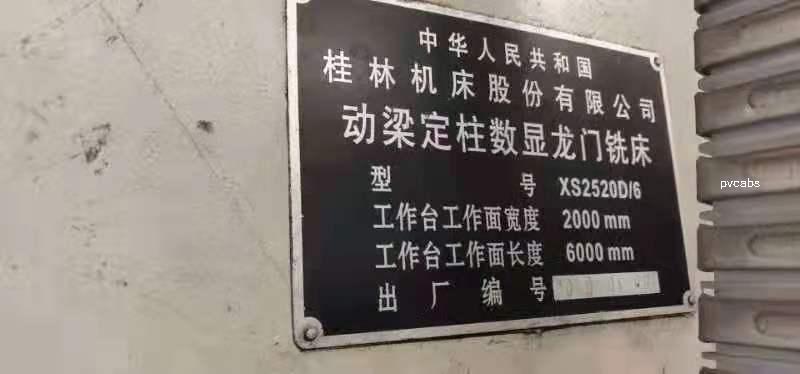 中华人民共和国
桂林机床股份有限公司
动梁定柱数显龙门铣床
型 号 XS2520D/6
工作台工作面宽度 2000 mm
工作台工作面长度 6000 mm
出厂编号
pvcabs